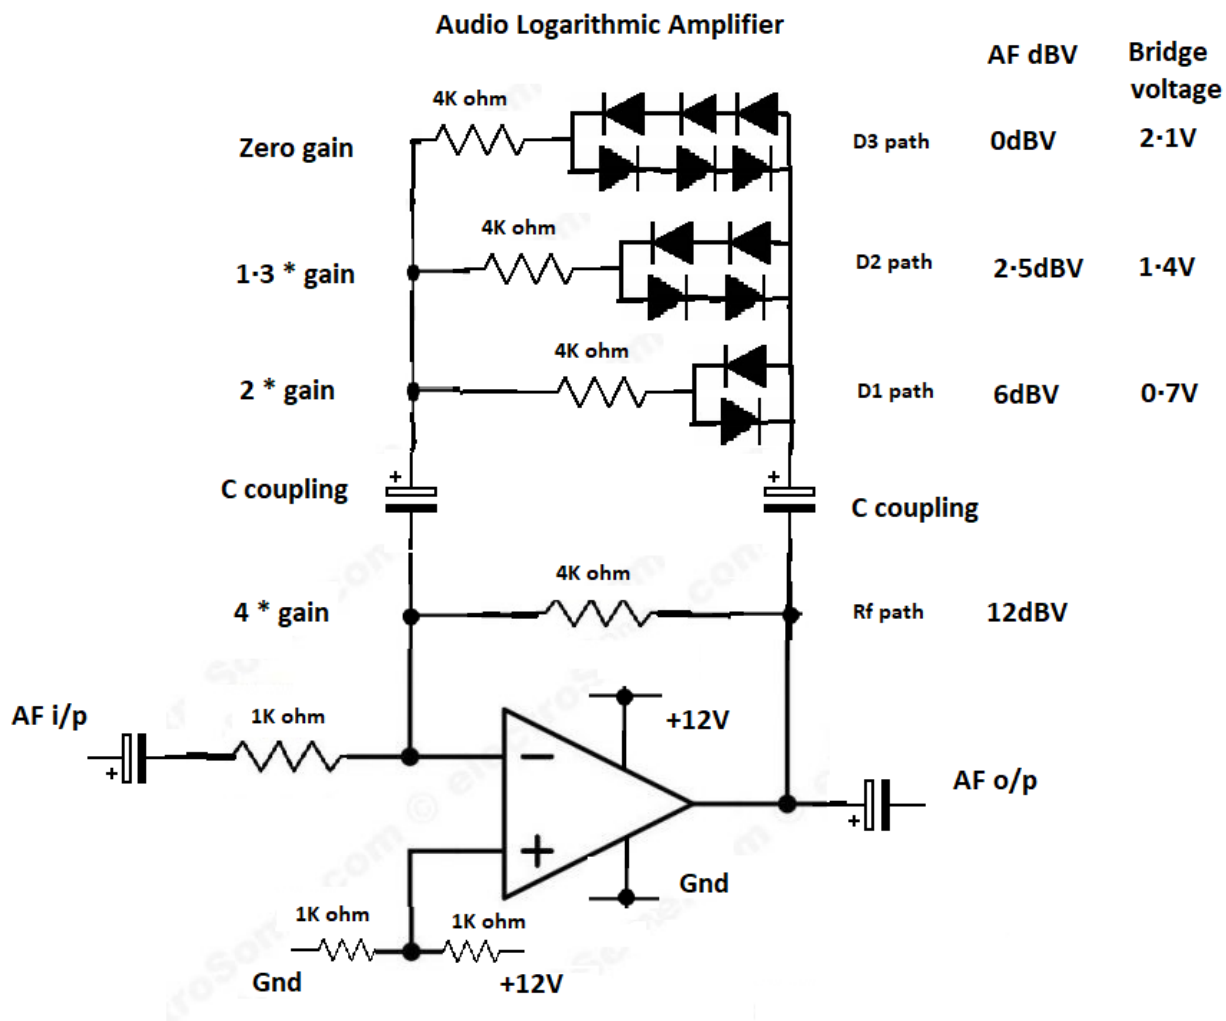 Audio Logarithmic Amplifier
AF dBV
Bridge
voltage
4K ohm
Zero gain
D3 path
0dBV
2·1V
4K ohm
1·3 * gain
D2 path
2·5dBV
1·4V
4K ohm
2 * gain
D1 path
6dBV
0·7V
+
+
C coupling
C coupling
4K ohm
4 * gain
Rf path
12dBV
AF i/p
1K ohm
+12V
+
−
AF o/p
+
+
Gnd
1K ohm
1K ohm
Gnd
+12V